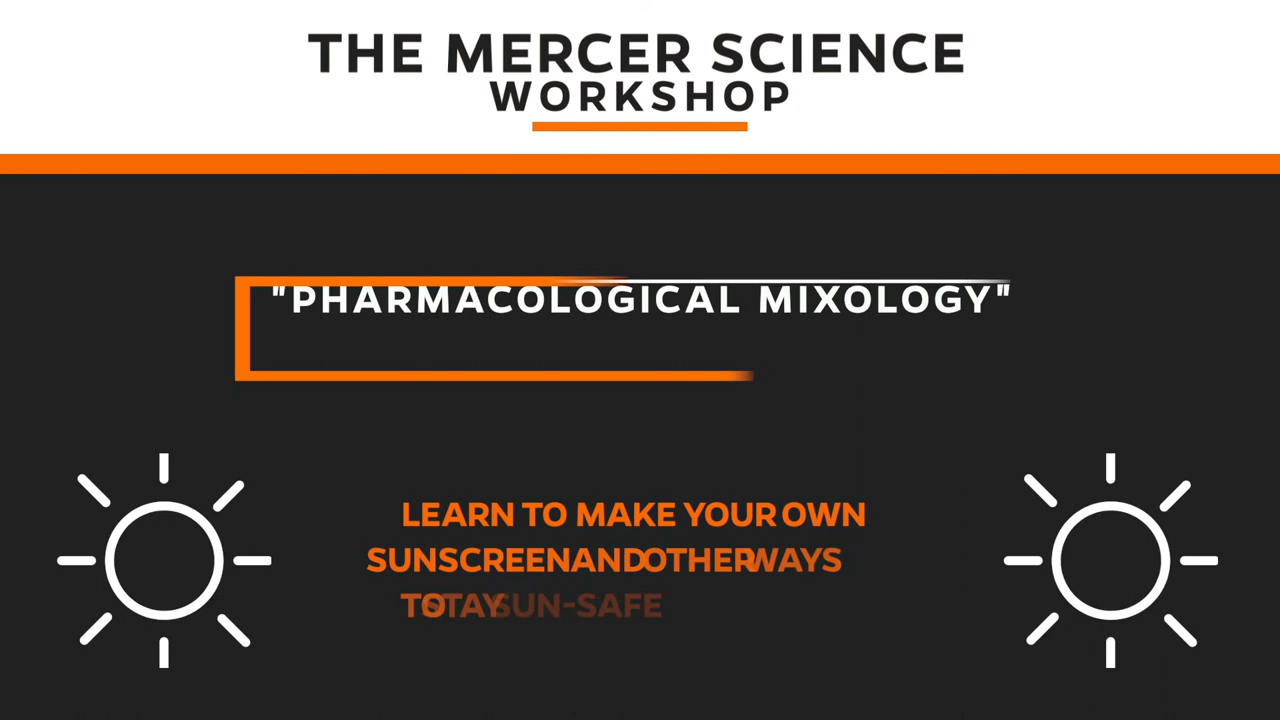 THE MERCER SCIENCE
WORKSHOP
"PHARMACOLOGICAL MIXOLOGY"
LEARN TO MAKE YOUR OWN
SUNSCREEN AND OTHER WAYS
TO STAY SUN-SAFE